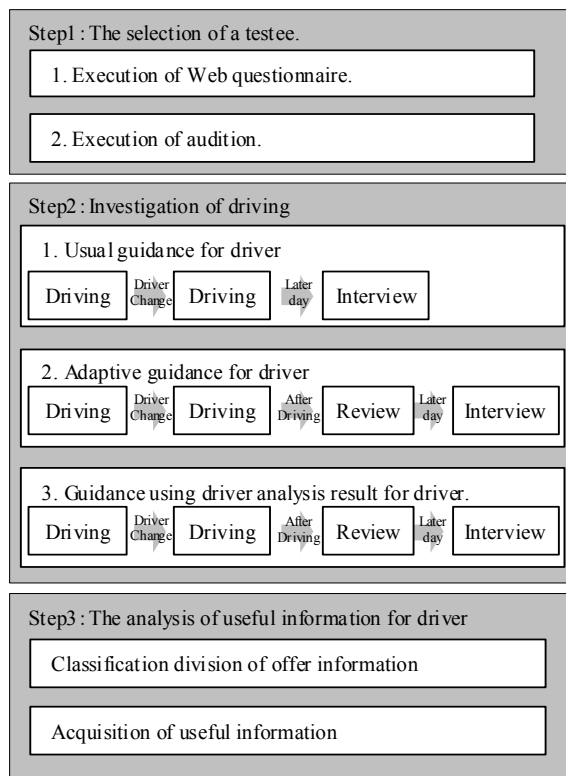 Step1 : The selection of a testee.
1. Execution of Web questionnaire.
2. Execution of audition.
Step2 : Investigation of driving
1. Usual guidance for driver
Driving
Driver
Change
Driving
Later
day
Interview
2. Adaptive guidance for driver
Driving
Driver
Change
Driving
After
Driving
Review
Later
day
Interview
3. Guidance using driver analysis result for driver.
Driving
Driver
Change
Driving
After
Driving
Review
Later
day
Interview
Step3 : The analysis of useful information for driver
Classification division of offer information
Acquisition of useful information